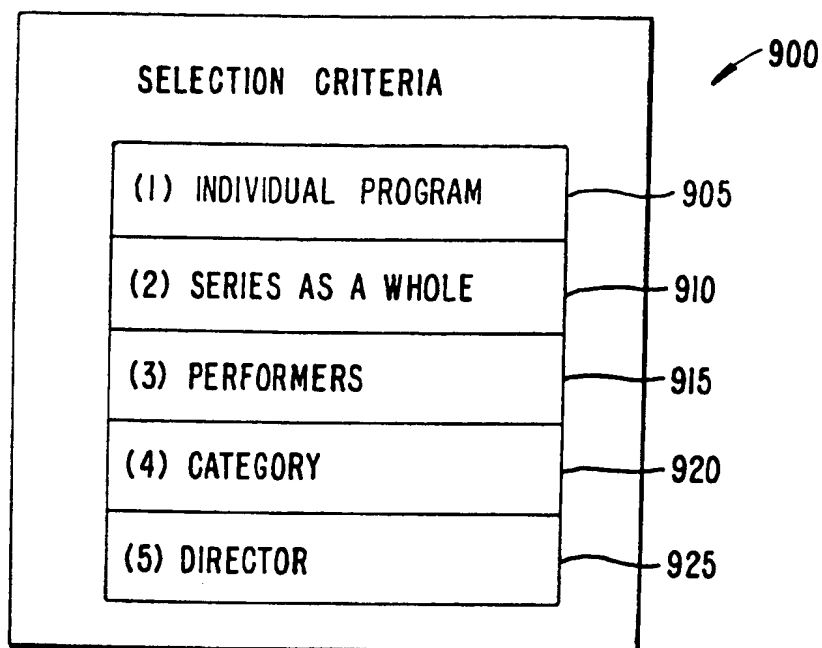 SELECTION CRITERIA
900
(1) INDIVIDUAL PROGRAM
905
(2) SERIES AS A WHOLE
910
(3) PERFORMERS
915
(4) CATEGORY
920
(5) DIRECTOR
925